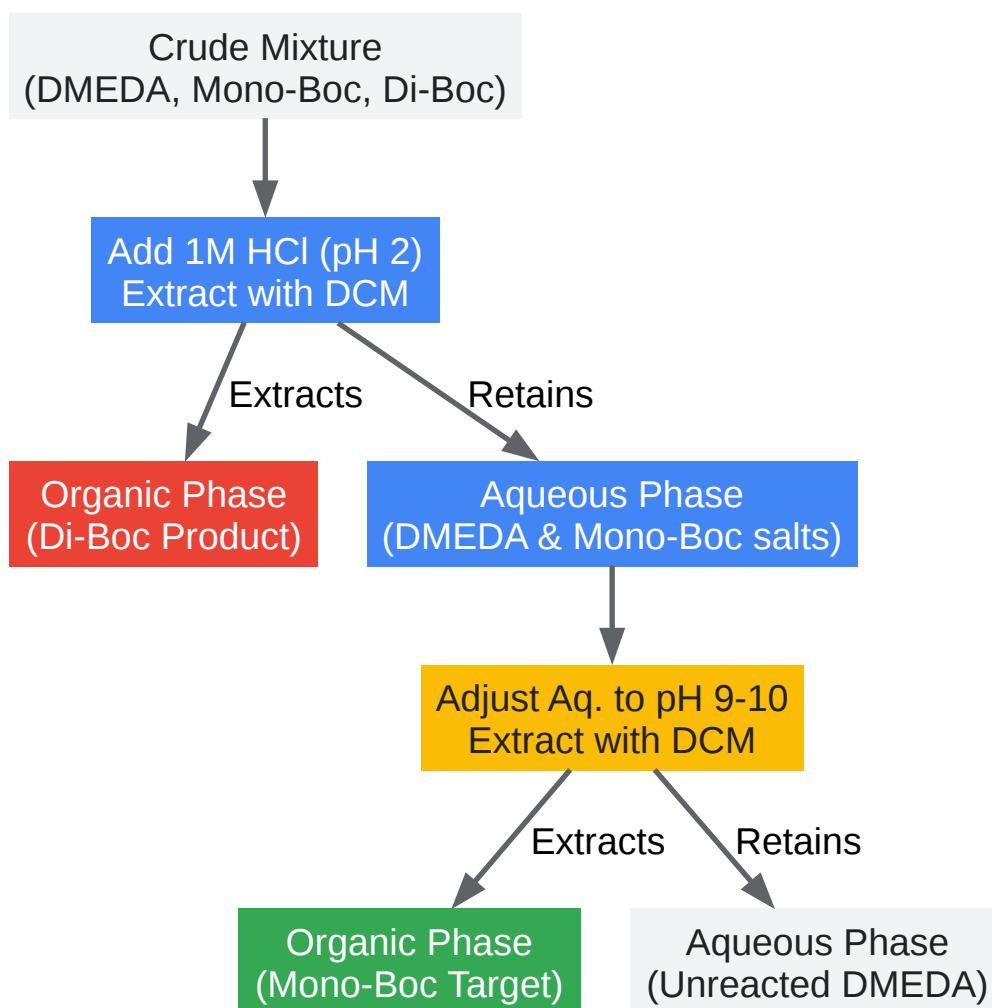 Crude Mixture
(DMEDA, Mono-Boc, Di-Boc)
Add 1M HCl (pH 2)
Extract with DCM
Extracts
Retains
Organic Phase
(Di-Boc Product)
Aqueous Phase
(DMEDA & Mono-Boc salts)
Adjust Aq. to pH 9-10
Extract with DCM
Extracts
Retains
Organic Phase
(Mono-Boc Target)
Aqueous Phase
(Unreacted DMEDA)